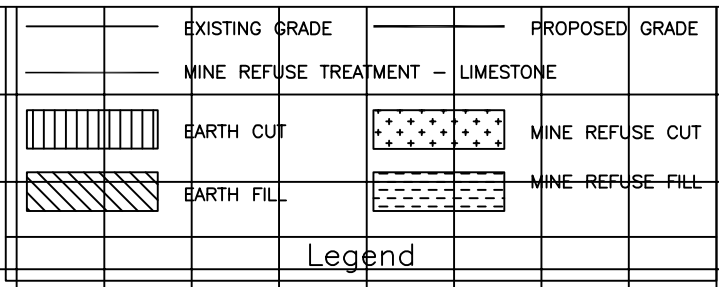 EXISTING GRADE PROPOSED GRADE
MINE REFUSE TREATMENT – LIMESTONE
EARTH CUT MINE REFUSE CUT
EARTH FILL MINE REFUSE FILL
Legend